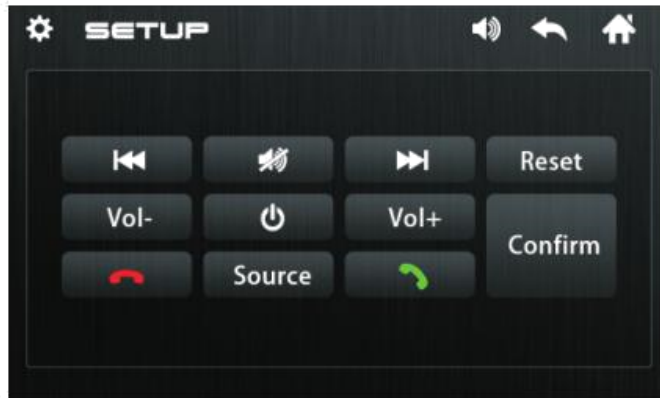 SETUP
Reset
Vol-
Vol+
Confirm
Source